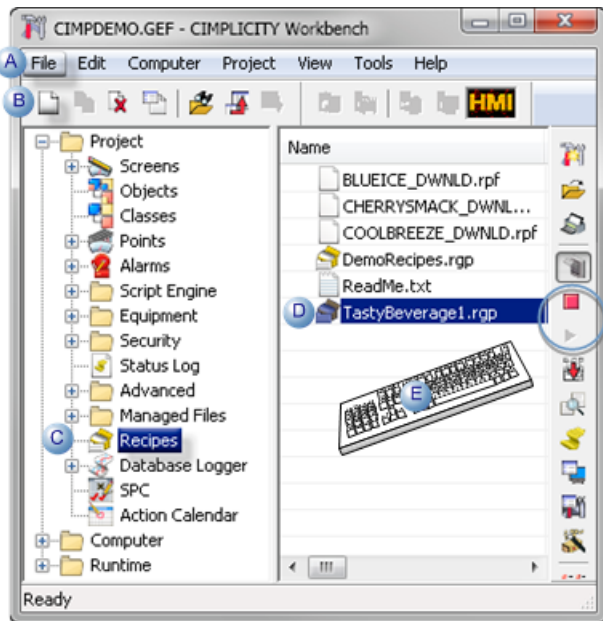 CIMPDEMO.GEF - CIMPLICITY Workbench
A File Edit Computer Project View Tools Help
B HMI
Project
Screens
Objects
Classes
Points
Alarms
Script Engine
Equipment
Security
Status Log
Advanced
Managed Files
C Recipes
Database Logger
SPC
Action Calendar
Computer
Runtime
Name
BLUEICE_DWNLD.rpf
CHERRYSMACK_DWNL...
COOLBREEZE_DWNLD.rpf
DemoRecipes.rgp
ReadMe.txt
D TastyBeverage1.rgp
E
Ready